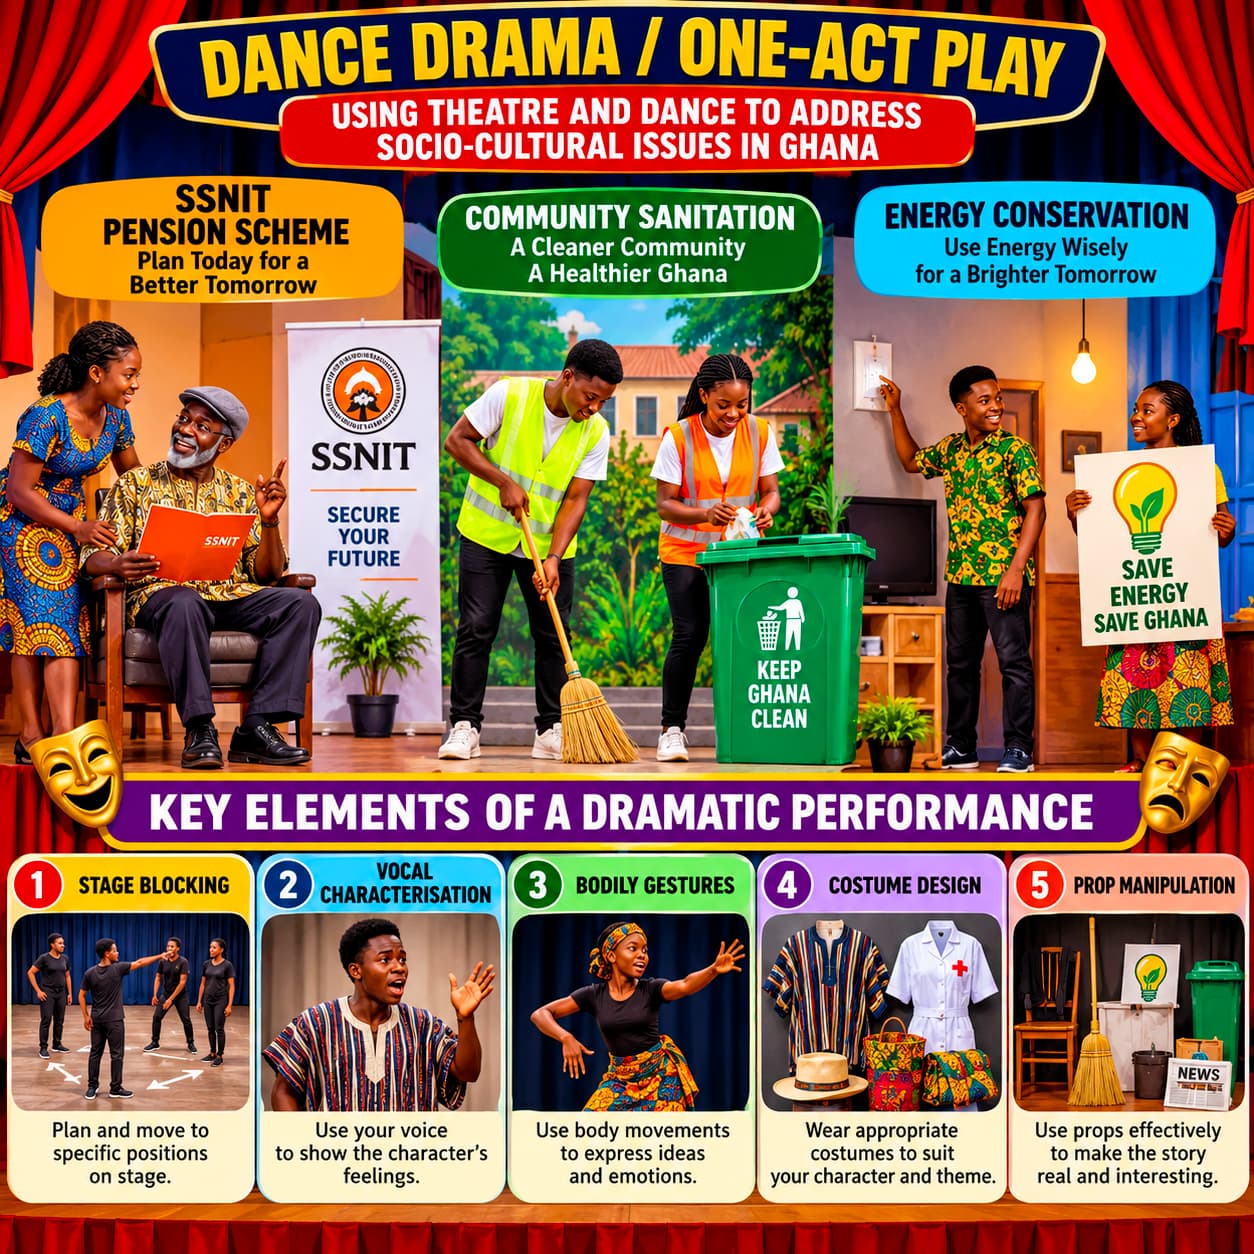 DANCE DRAMA / ONE-ACT PLAY
USING THEATRE AND DANCE TO ADDRESS
SOCIO-CULTURAL ISSUES IN GHANA
SSNIT
PENSION SCHEME
Plan Today for a
Better Tomorrow
COMMUNITY SANITATION
A Cleaner Community
A Healthier Ghana
ENERGY CONSERVATION
Use Energy Wisely
for a Brighter Tomorrow
SSNIT
SECURE
YOUR
FUTURE
SSNIT
KEEP
GHANA
CLEAN
SAVE
ENERGY
SAVE GHANA
KEY ELEMENTS OF A DRAMATIC PERFORMANCE
1 STAGE BLOCKING
Plan and move to
specific positions
on stage.
2 VOCAL
CHARACTERISATION
Use your voice
to show the character's
feelings.
3 BODILY GESTURES
Use body movements
to express ideas
and emotions.
4 COSTUME DESIGN
Wear appropriate
costumes to suit
your character and theme.
5 PROP MANIPULATION
NEWS
Use props effectively
to make the story
real and interesting.